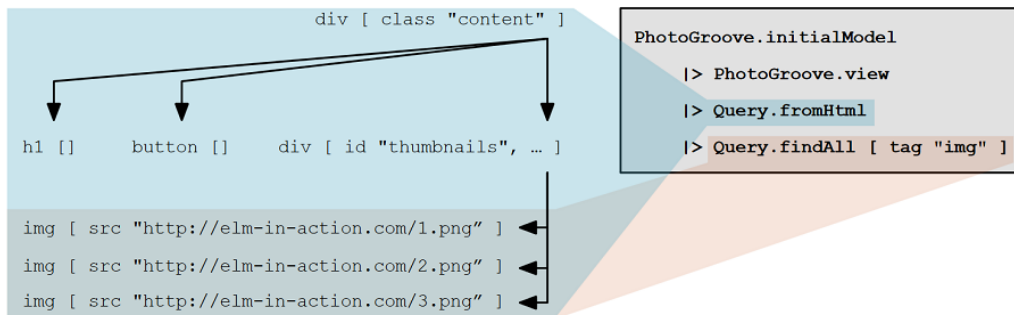 div [ class "content" ]
h1 []
button []
div [ id "thumbnails", … ]
img [ src "http://elm-in-action.com/1.png” ]
img [ src "http://elm-in-action.com/2.png” ]
img [ src "http://elm-in-action.com/3.png” ]
PhotoGroove.initialModel
|> PhotoGroove.view
|> Query.fromHtml
|> Query.findAll [ tag "img" ]